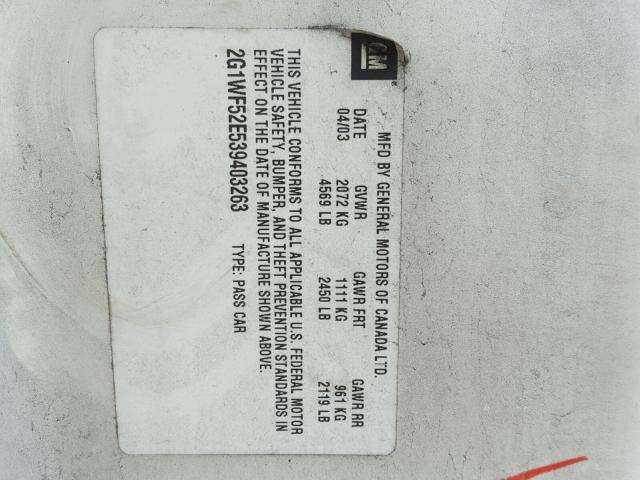 GM
MFD BY GENERAL MOTORS OF CANADA LTD.
DATE GVWR GAWR FRT GAWR RR
04/03 2072 KG 1111 KG 961 KG
4569 LB 2450 LB 2119 LB
THIS VEHICLE CONFORMS TO ALL APPLICABLE U.S. FEDERAL MOTOR
VEHICLE SAFETY, BUMPER, AND THEFT PREVENTION STANDARDS IN
EFFECT ON THE DATE OF MANUFACTURE SHOWN ABOVE.
2G1WF52E539403263 TYPE: PASS CAR